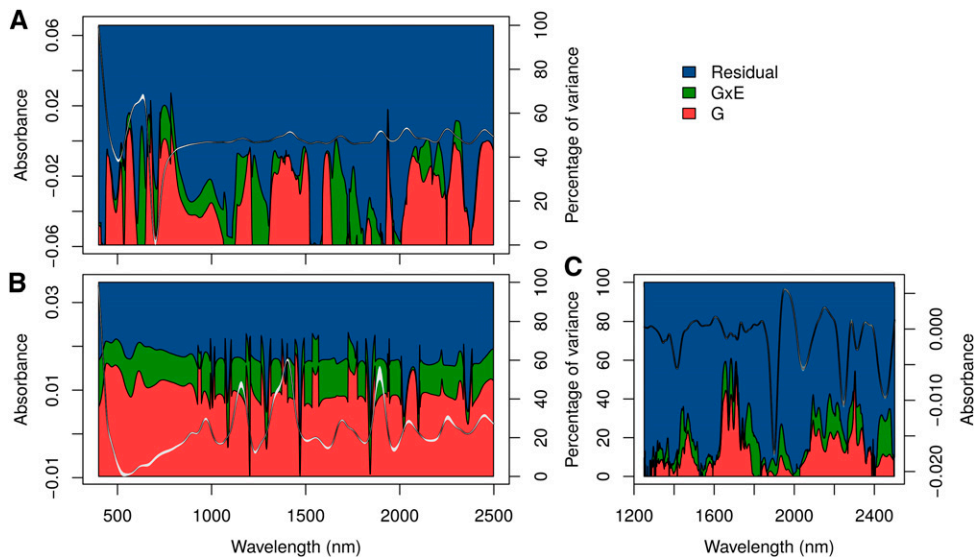 A
Absorbance
0.06
0.02
−0.02
−0.06
100
80
60
40
20
0
Percentage of variance
Residual
GxE
G
B
Absorbance
0.03
0.01
−0.01
100
80
60
40
20
0
Percentage of variance
500
1000
1500
2000
2500
Wavelength (nm)
C
Percentage of variance
100
80
60
40
20
0
0.000
−0.010
−0.020
Absorbance
1200
1600
2000
2400
Wavelength (nm)